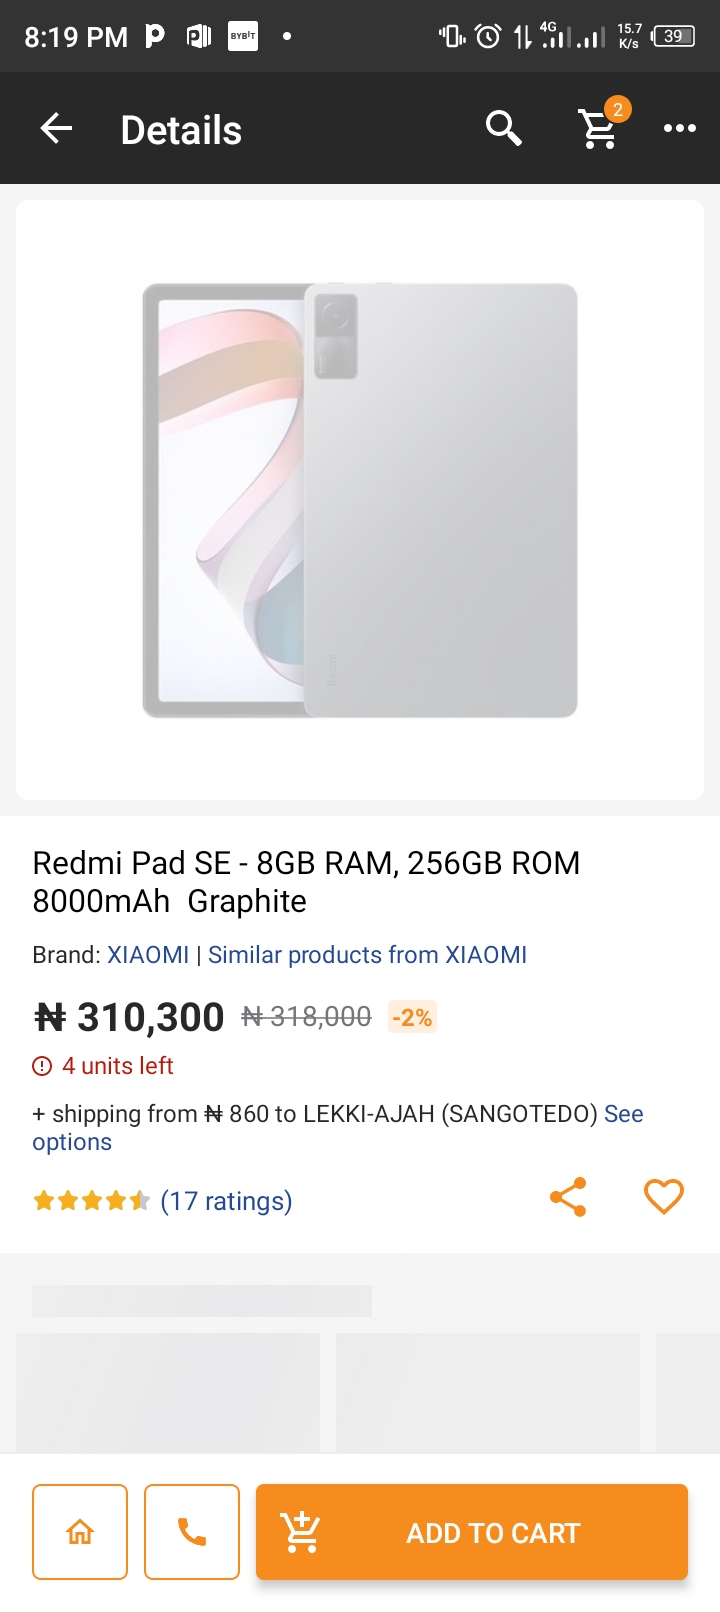 8:19 PM
BYBIT
4G
15.7
K/s
39
Details
2
Redmi
Redmi Pad SE - 8GB RAM, 256GB ROM
8000mAh  Graphite
Brand: XIAOMI | Similar products from XIAOMI
₦ 310,300 ₦ 318,000 -2%
4 units left
+ shipping from ₦ 860 to LEKKI-AJAH (SANGOTEDO) See
options
(17 ratings)
ADD TO CART